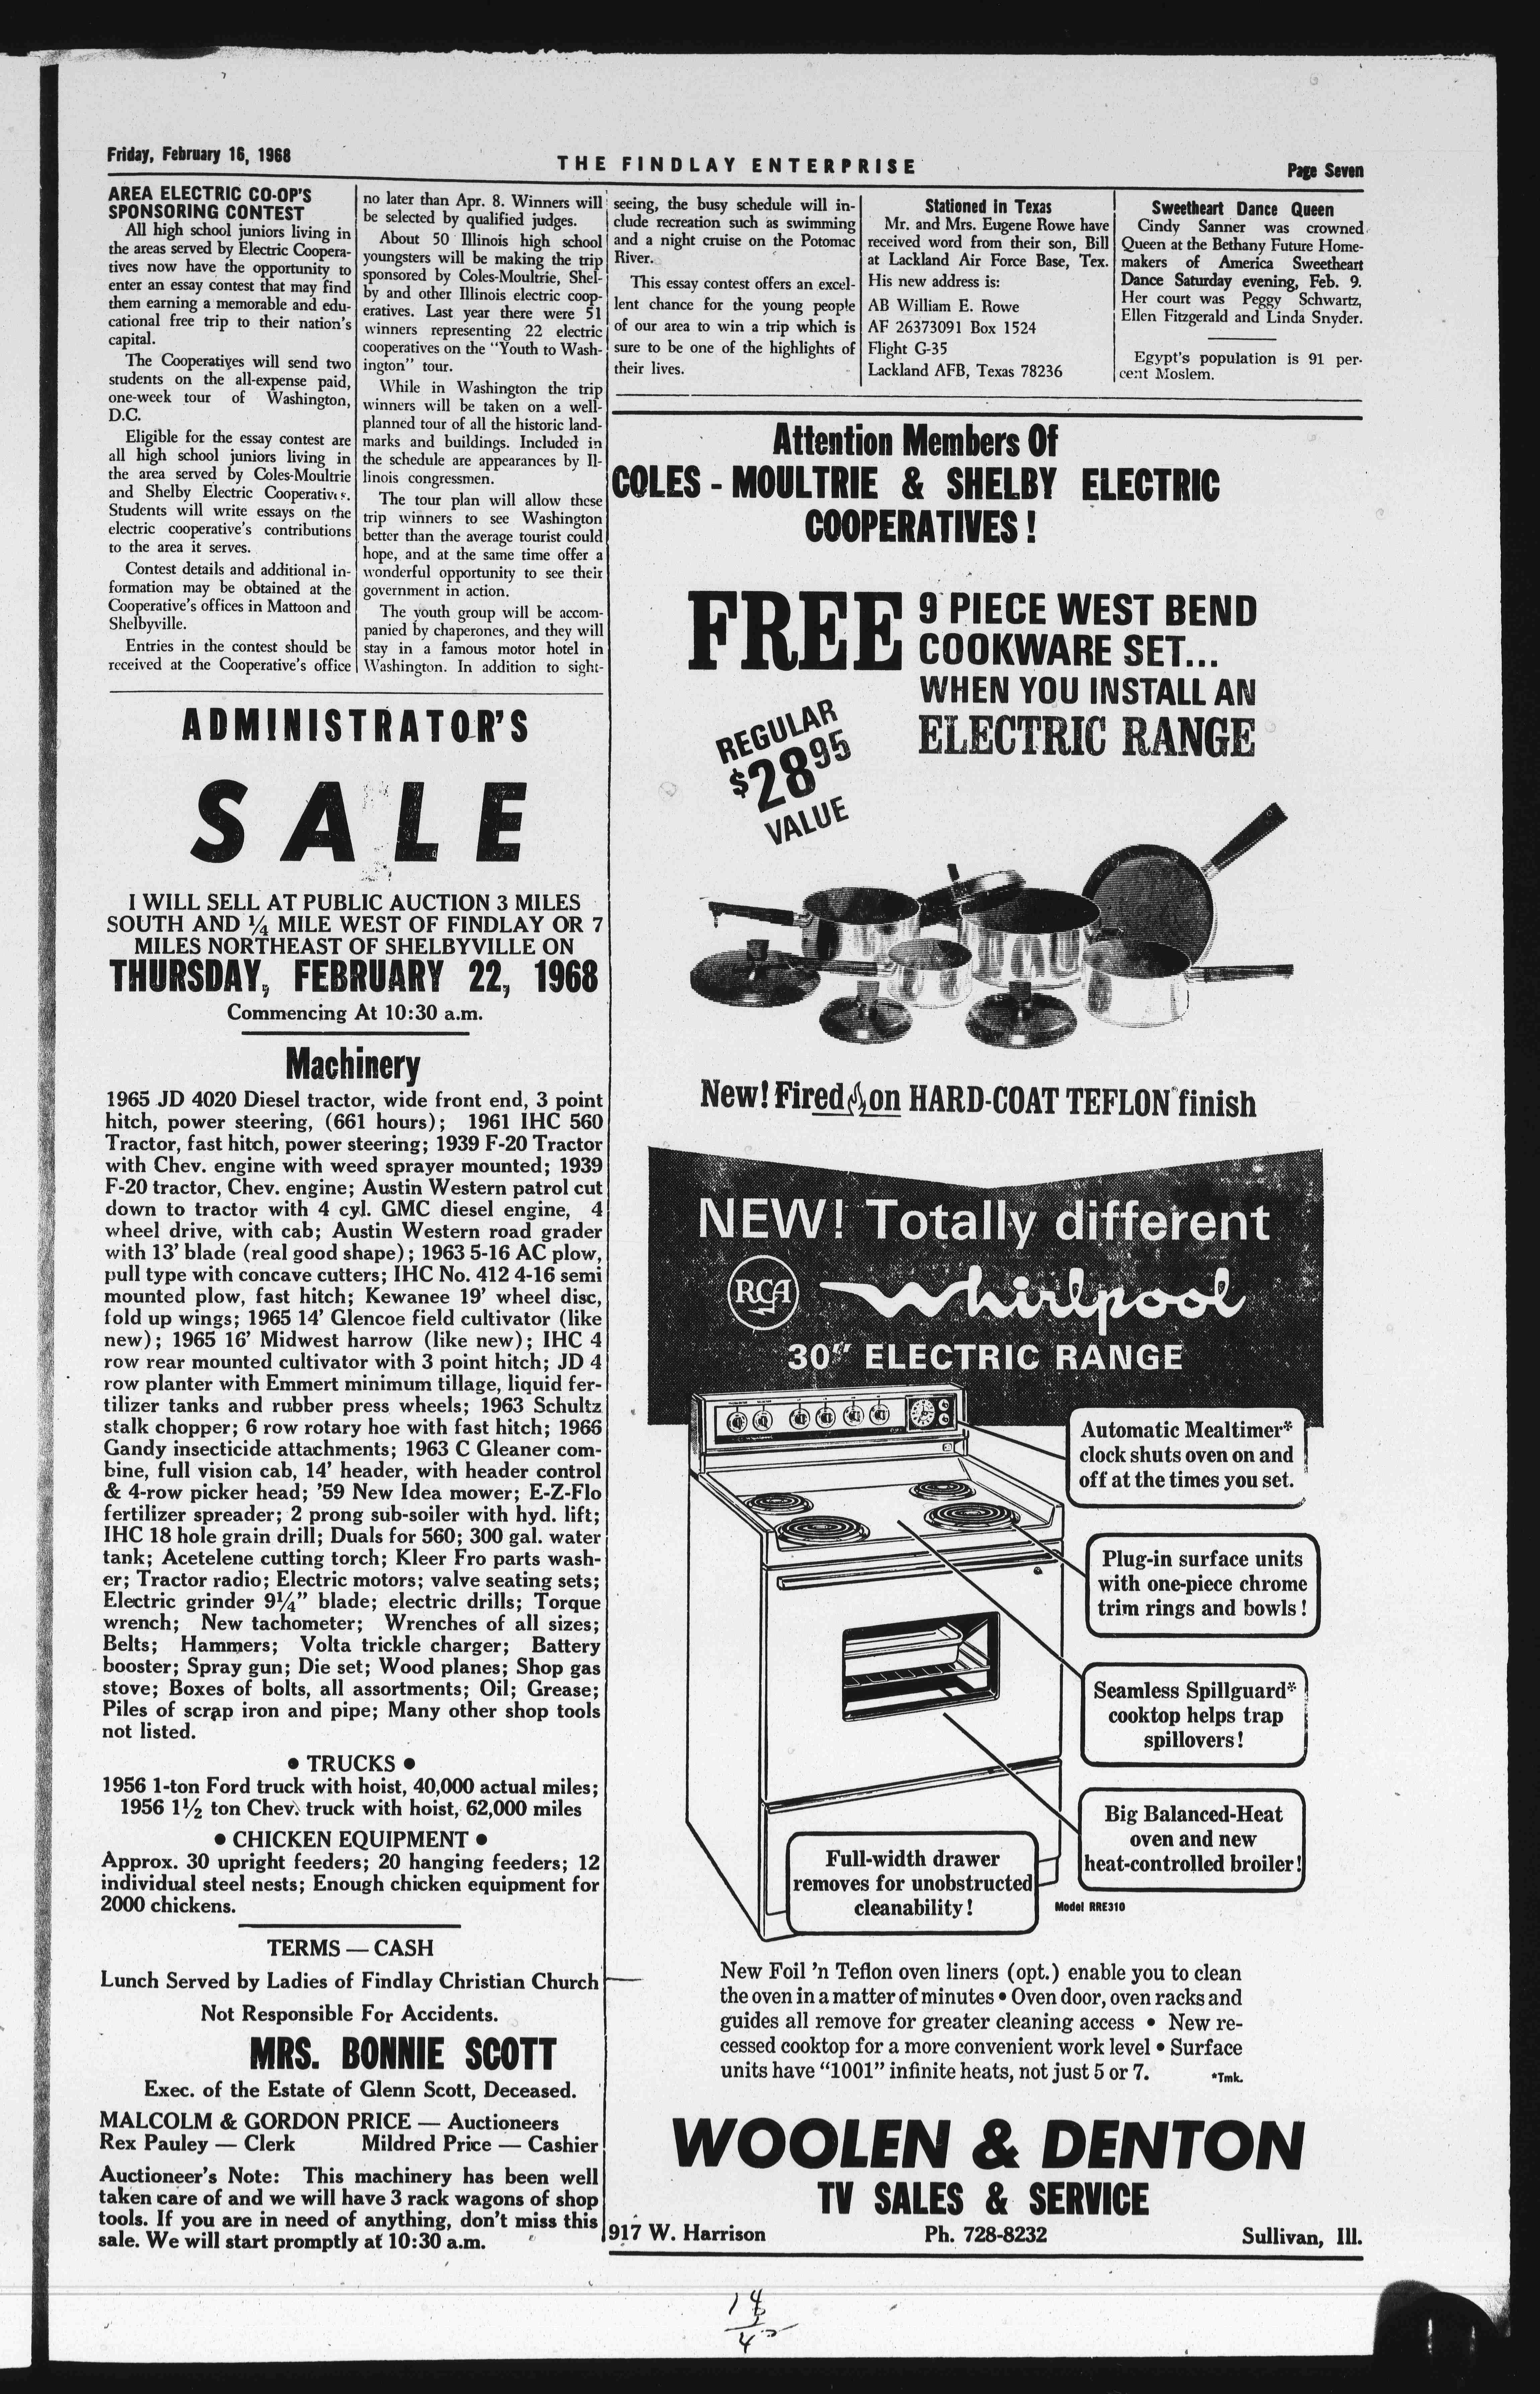 Friday, February 16, 1968
THE FINDLAY ENTERPRISE
Page Seven
AREA ELECTRIC CO-OP'S
SPONSORING CONTEST
All high school juniors living in
the areas served by Electric Coopera-
tives now have the opportunity to
enter an essay contest that may find
them earning a memorable and edu-
cational free trip to their nation's
capital.
The Cooperatives will send two
students on the all-expense paid,
one-week tour of Washington,
D.C.
Eligible for the essay contest are
all high school juniors living in
the area served by Coles-Moultrie
and Shelby Electric Cooperatives.
Students will write essays on the
electric cooperative's contributions
to the area it serves.
Contest details and additional in-
formation may be obtained at the
Cooperative's offices in Mattoon and
Shelbyville.
Entries in the contest should be
received at the Cooperative's office
no later than Apr. 8. Winners will
be selected by qualified judges.
About 50 Illinois high school
youngsters will be making the trip
sponsored by Coles-Moultrie, Shel-
by and other Illinois electric coop-
eratives. Last year there were 51
winners representing 22 electric
cooperatives on the "Youth to Wash-
ington" tour.
While in Washington the trip
winners will be taken on a well-
planned tour of all the historic land-
marks and buildings. Included in
the schedule are appearances by Il-
linois congressmen.
The tour plan will allow these
trip winners to see Washington
better than the average tourist could
hope, and at the same time offer a
wonderful opportunity to see their
government in action.
The youth group will be accom-
panied by chaperones, and they will
stay in a famous motor hotel in
Washington. In addition to sight-
seeing, the busy schedule will in-
clude recreation such as swimming
and a night cruise on the Potomac
River.
This essay contest offers an excel-
lent chance for the young people
of our area to win a trip which is
sure to be one of the highlights of
their lives.
Stationed in Texas
Mr. and Mrs. Eugene Rowe have
received word from their son, Bill
at Lackland Air Force Base, Tex.
His new address is:
AB William E. Rowe
AF 26373091 Box 1524
Flight G-35
Lackland AFB, Texas 78236
Sweetheart Dance Queen
Cindy Sanner was crowned
Queen at the Bethany Future Home-
makers of America Sweetheart
Dance Saturday evening, Feb. 9.
Her court was Peggy Schwartz,
Ellen Fitzgerald and Linda Snyder.
Egypt's population is 91 per-
cent Moslem.
ADMINISTRATOR'S
SALE
I WILL SELL AT PUBLIC AUCTION 3 MILES
SOUTH AND ¼ MILE WEST OF FINDLAY OR 7
MILES NORTHEAST OF SHELBYVILLE ON
THURSDAY, FEBRUARY 22, 1968
Commencing At 10:30 a.m.
Machinery
1965 JD 4020 Diesel tractor, wide front end, 3 point
hitch, power steering, (661 hours); 1961 IHC 560
Tractor, fast hitch, power steering; 1939 F-20 Tractor
with Chev. engine with weed sprayer mounted; 1939
F-20 tractor, Chev. engine; Austin Western patrol cut
down to tractor with 4 cyl. GMC diesel engine, 4
wheel drive, with cab; Austin Western road grader
with 13' blade (real good shape); 1963 5-16 AC plow,
pull type with concave cutters; IHC No. 412 4-16 semi
mounted plow, fast hitch; Kewanee 19' wheel disc,
fold up wings; 1965 14' Glencoe field cultivator (like
new); 1965 16' Midwest harrow (like new); IHC 4
row rear mounted cultivator with 3 point hitch; JD 4
row planter with Emmert minimum tillage, liquid fer-
tilizer tanks and rubber press wheels; 1963 Schultz
stalk chopper; 6 row rotary hoe with fast hitch; 1966
Gandy insecticide attachments; 1963 C Gleaner com-
bine, full vision cab, 14' header, with header control
& 4-row picker head; '59 New Idea mower; E-Z-Flo
fertilizer spreader; 2 prong sub-soiler with hyd. lift;
IHC 18 hole grain drill; Duals for 560; 300 gal. water
tank; Acetelene cutting torch; Kleer Fro parts wash-
er; Tractor radio; Electric motors; valve seating sets;
Electric grinder 9¼" blade; electric drills; Torque
wrench; New tachometer; Wrenches of all sizes;
Belts; Hammers; Volta trickle charger; Battery
booster; Spray gun; Die set; Wood planes; Shop gas
stove; Boxes of bolts, all assortments; Oil; Grease;
Piles of scrap iron and pipe; Many other shop tools
not listed.
• TRUCKS •
1956 1-ton Ford truck with hoist, 40,000 actual miles;
1956 1½ ton Chev. truck with hoist, 62,000 miles
• CHICKEN EQUIPMENT •
Approx. 30 upright feeders; 20 hanging feeders; 12
individual steel nests; Enough chicken equipment for
2000 chickens.
TERMS — CASH
Lunch Served by Ladies of Findlay Christian Church
Not Responsible For Accidents.
MRS. BONNIE SCOTT
Exec. of the Estate of Glenn Scott, Deceased.
MALCOLM & GORDON PRICE — Auctioneers
Rex Pauley — Clerk Mildred Price — Cashier
Auctioneer's Note: This machinery has been well
taken care of and we will have 3 rack wagons of shop
tools. If you are in need of anything, don't miss this
sale. We will start promptly at 10:30 a.m.
Attention Members Of
COLES - MOULTRIE & SHELBY ELECTRIC
COOPERATIVES!
FREE 9 PIECE WEST BEND
COOKWARE SET...
WHEN YOU INSTALL AN
ELECTRIC RANGE
REGULAR
$28 95
VALUE
New! Fired on HARD-COAT TEFLON finish
NEW! Totally different
RCA Whirlpool
30" ELECTRIC RANGE
Automatic Mealtimer*
clock shuts oven on and
off at the times you set.
Plug-in surface units
with one-piece chrome
trim rings and bowls!
Seamless Spillguard*
cooktop helps trap
spillovers!
Big Balanced-Heat
oven and new
heat-controlled broiler!
Full-width drawer
removes for unobstructed
cleanability!
Model RRE310
New Foil 'n Teflon oven liners (opt.) enable you to clean
the oven in a matter of minutes • Oven door, oven racks and
guides all remove for greater cleaning access • New re-
cessed cooktop for a more convenient work level • Surface
units have "1001" infinite heats, not just 5 or 7.
*Tmk.
WOOLEN & DENTON
TV SALES & SERVICE
917 W. Harrison Ph. 728-8232 Sullivan, Ill.